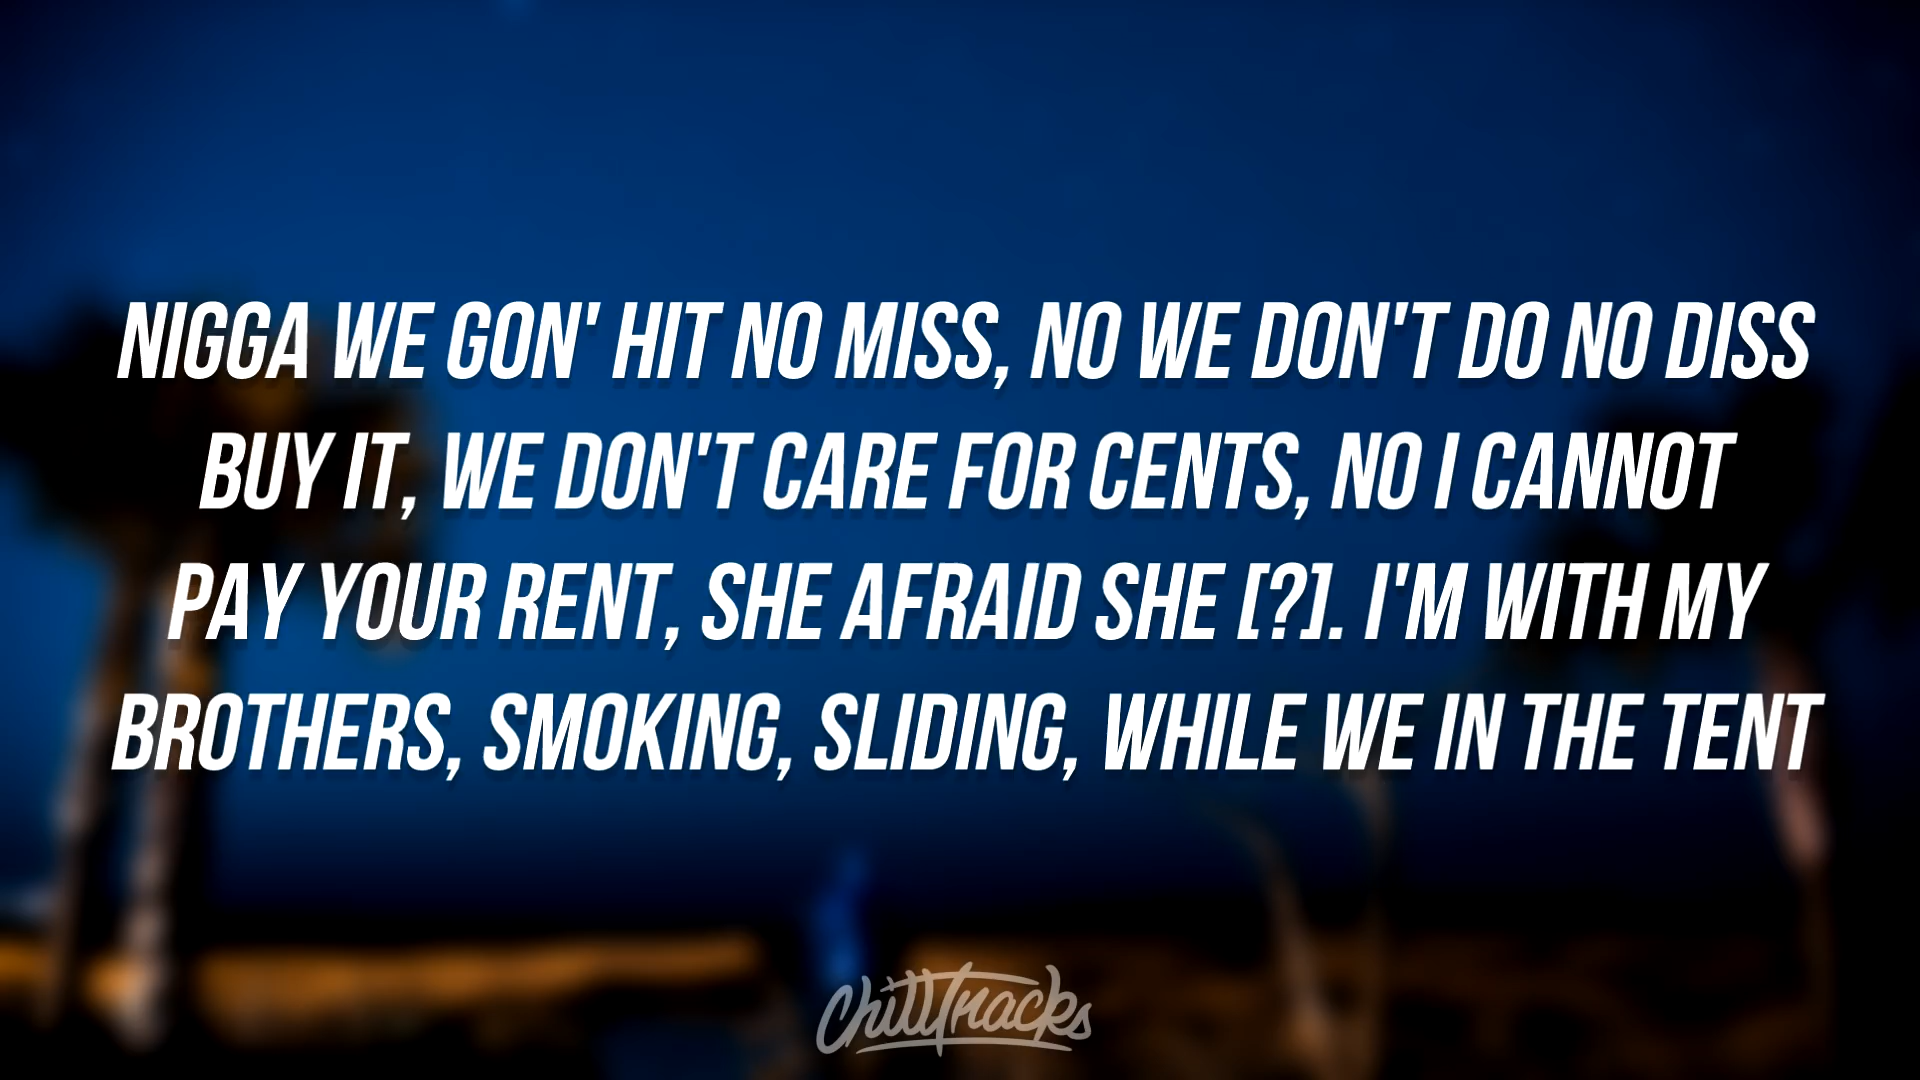 NIGGA WE GON' HIT NO MISS, NO WE DON'T DO NO DISS
BUY IT, WE DON'T CARE FOR CENTS, NO I CANNOT
PAY YOUR RENT, SHE AFRAID SHE [?]. I'M WITH MY
BROTHERS, SMOKING, SLIDING, WHILE WE IN THE TENT
ChillTracks